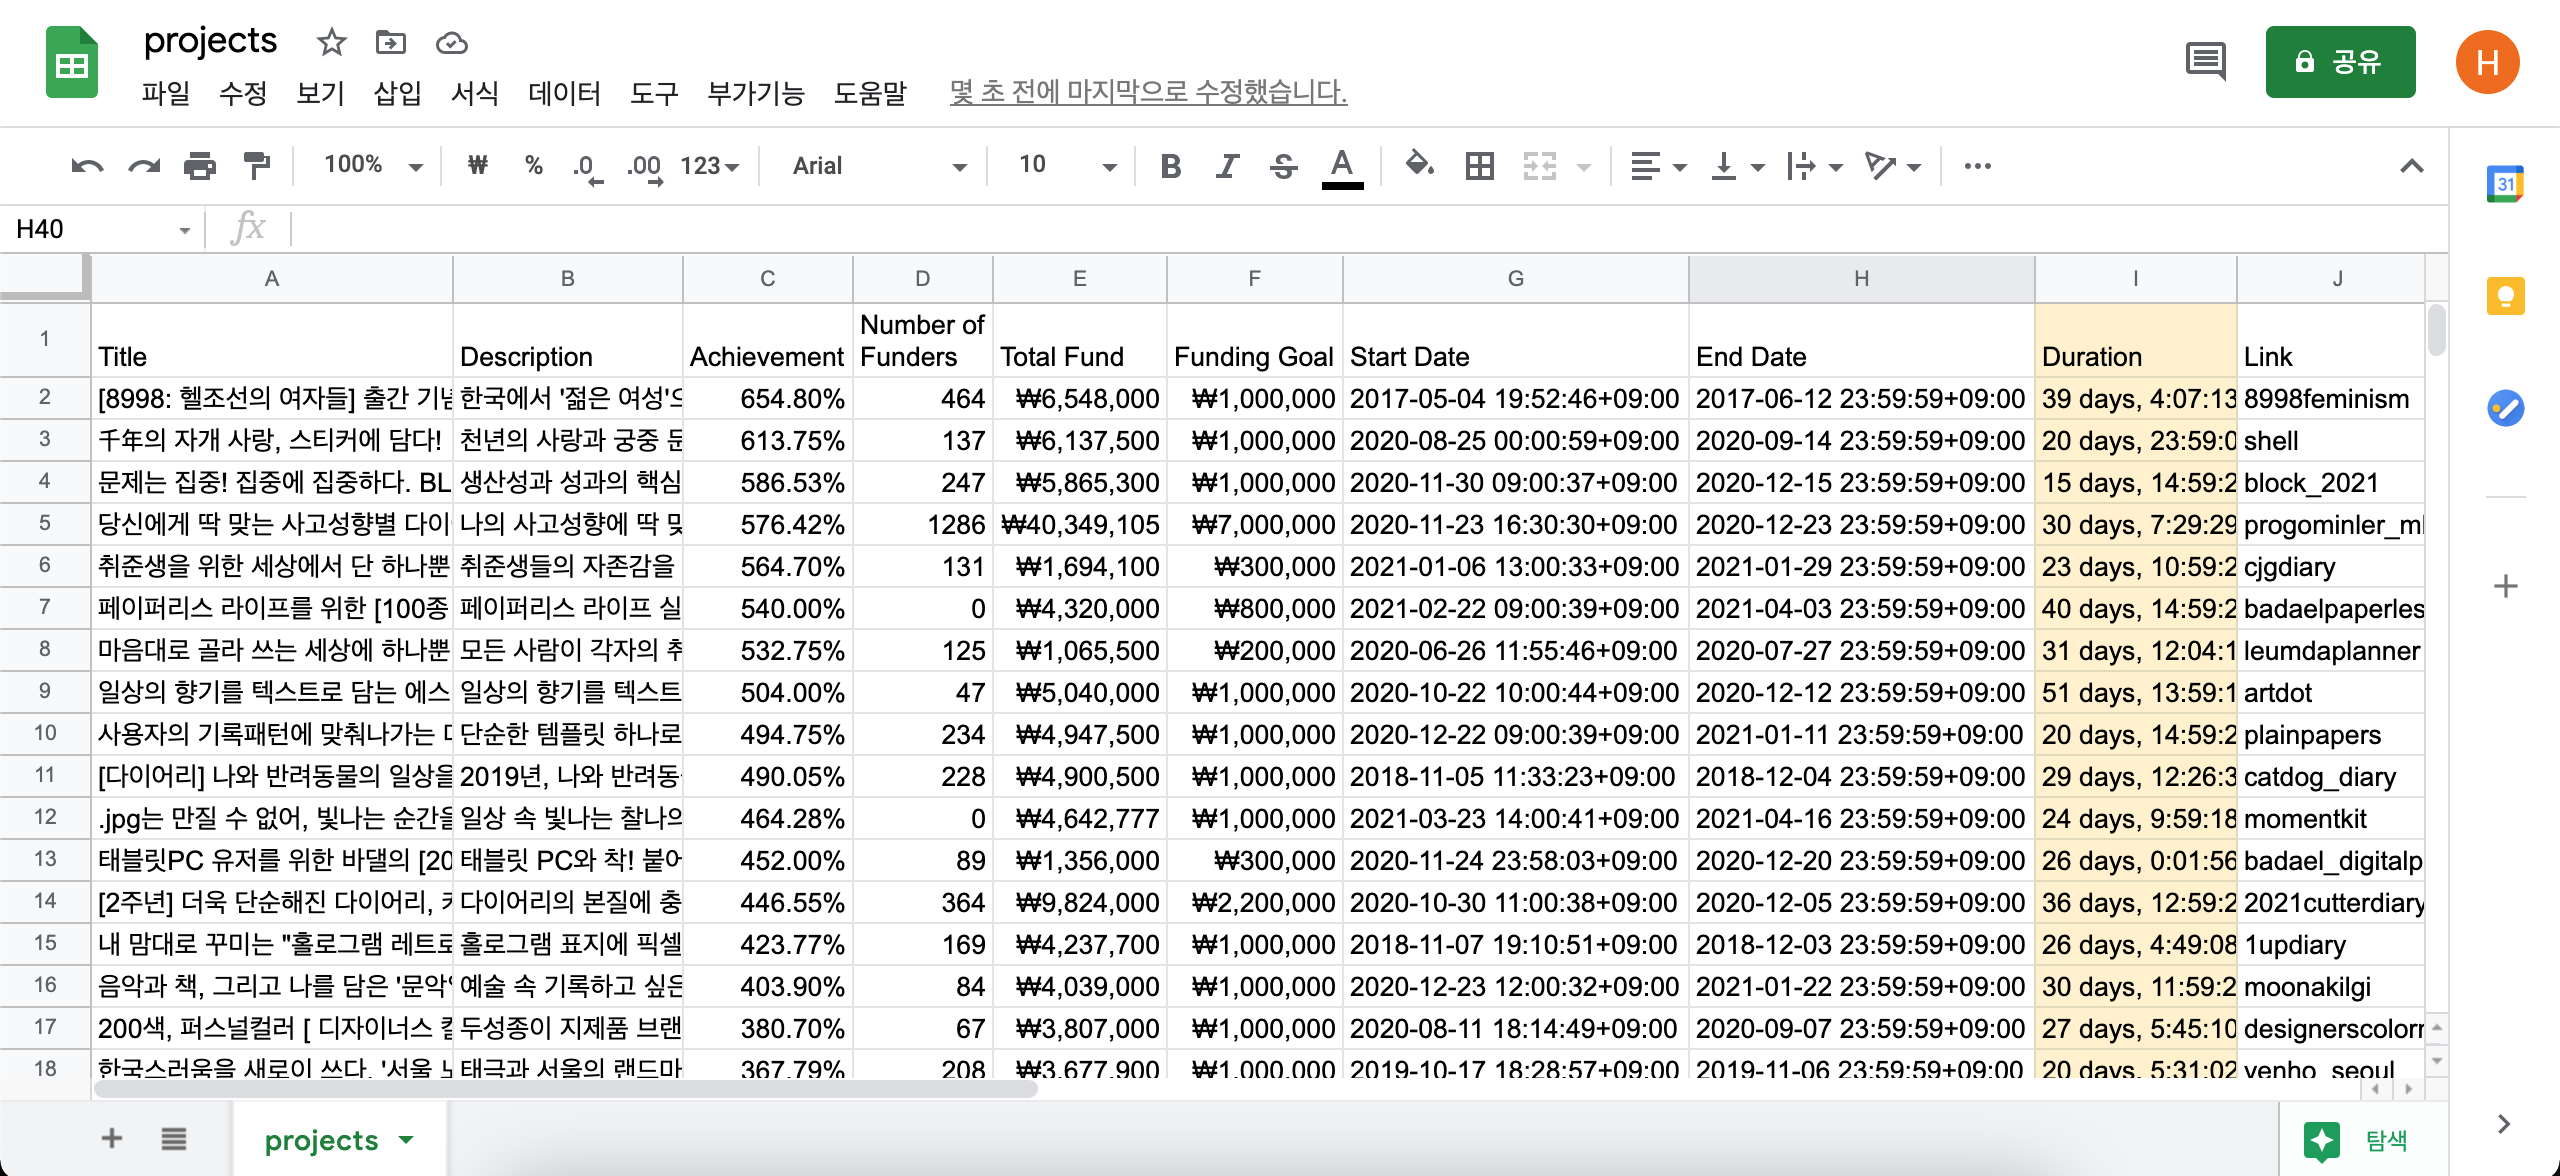 projects
파일 수정 보기 삽입 서식 데이터 도구 부가기능 도움말 몇 초 전에 마지막으로 수정했습니다.
공유
H
100% ₩ % .0 .00 123 Arial 10 B I S A
31
H40 fx
A B C D E F G H I J
1 Title Description Achievement Number of Funders Total Fund Funding Goal Start Date End Date Duration Link
2 [8998: 헬조선의 여자들] 출간 기념 한국에서 '젊은 여성'으 654.80% 464 ₩6,548,000 ₩1,000,000 2017-05-04 19:52:46+09:00 2017-06-12 23:59:59+09:00 39 days, 4:07:13 8998feminism
3 千年의 자개 사랑, 스티커에 담다! 천년의 사랑과 궁중 문 613.75% 137 ₩6,137,500 ₩1,000,000 2020-08-25 00:00:59+09:00 2020-09-14 23:59:59+09:00 20 days, 23:59:0 shell
4 문제는 집중! 집중에 집중하다. BL 생산성과 성과의 핵심 586.53% 247 ₩5,865,300 ₩1,000,000 2020-11-30 09:00:37+09:00 2020-12-15 23:59:59+09:00 15 days, 14:59:2 block_2021
5 당신에게 딱 맞는 사고성향별 다이 나의 사고성향에 딱 맞 576.42% 1286 ₩40,349,105 ₩7,000,000 2020-11-23 16:30:30+09:00 2020-12-23 23:59:59+09:00 30 days, 7:29:29 progominler_m
6 취준생을 위한 세상에서 단 하나뿐 취준생들의 자존감을 564.70% 131 ₩1,694,100 ₩300,000 2021-01-06 13:00:33+09:00 2021-01-29 23:59:59+09:00 23 days, 10:59:2 cjgdiary
7 페이퍼리스 라이프를 위한 [100종 페이퍼리스 라이프 실 540.00% 0 ₩4,320,000 ₩800,000 2021-02-22 09:00:39+09:00 2021-04-03 23:59:59+09:00 40 days, 14:59:2 badaelpaperles
8 마음대로 골라 쓰는 세상에 하나뿐 모든 사람이 각자의 취 532.75% 125 ₩1,065,500 ₩200,000 2020-06-26 11:55:46+09:00 2020-07-27 23:59:59+09:00 31 days, 12:04:1 leumdaplanner
9 일상의 향기를 텍스트로 담는 에스 일상의 향기를 텍스트 504.00% 47 ₩5,040,000 ₩1,000,000 2020-10-22 10:00:44+09:00 2020-12-12 23:59:59+09:00 51 days, 13:59:1 artdot
10 사용자의 기록패턴에 맞춰나가는 단순한 템플릿 하나로 494.75% 234 ₩4,947,500 ₩1,000,000 2020-12-22 09:00:39+09:00 2021-01-11 23:59:59+09:00 20 days, 14:59:2 plainpapers
11 [다이어리] 나와 반려동물의 일상을 2019년, 나와 반려동 490.05% 228 ₩4,900,500 ₩1,000,000 2018-11-05 11:33:23+09:00 2018-12-04 23:59:59+09:00 29 days, 12:26:3 catdog_diary
12 .jpg는 만질 수 없어, 빛나는 순간을 일상 속 빛나는 찰나의 464.28% 0 ₩4,642,777 ₩1,000,000 2021-03-23 14:00:41+09:00 2021-04-16 23:59:59+09:00 24 days, 9:59:18 momentkit
13 태블릿PC 유저를 위한 바댈의 [20 태블릿 PC와 착! 붙어 452.00% 89 ₩1,356,000 ₩300,000 2020-11-24 23:58:03+09:00 2020-12-20 23:59:59+09:00 26 days, 0:01:56 badael_digitalp
14 [2주년] 더욱 단순해진 다이어리, 다이어리의 본질에 충 446.55% 364 ₩9,824,000 ₩2,200,000 2020-10-30 11:00:38+09:00 2020-12-05 23:59:59+09:00 36 days, 12:59:2 2021cutterdiary
15 내 맘대로 꾸미는 "홀로그램 레트로 홀로그램 표지에 픽셀 423.77% 169 ₩4,237,700 ₩1,000,000 2018-11-07 19:10:51+09:00 2018-12-03 23:59:59+09:00 26 days, 4:49:08 1updiary
16 음악과 책, 그리고 나를 담은 '문악 예술 속 기록하고 싶은 403.90% 84 ₩4,039,000 ₩1,000,000 2020-12-23 12:00:32+09:00 2021-01-22 23:59:59+09:00 30 days, 11:59:2 moonakilgi
17 200색, 퍼스널컬러 [ 디자이너스 컬 두성종이 지제품 브랜 380.70% 67 ₩3,807,000 ₩1,000,000 2020-08-11 18:14:49+09:00 2020-09-07 23:59:59+09:00 27 days, 5:45:10 designerscolorr
18 한국스러움을 새로이 쓰다. '서울 노 태극과 서울의 랜드마 367.79% 208 ₩3,677,900 ₩1,000,000 2019-10-17 18:28:57+09:00 2019-11-06 23:59:59+09:00 20 days, 5:31:02 yenho_seoul
projects
탐색